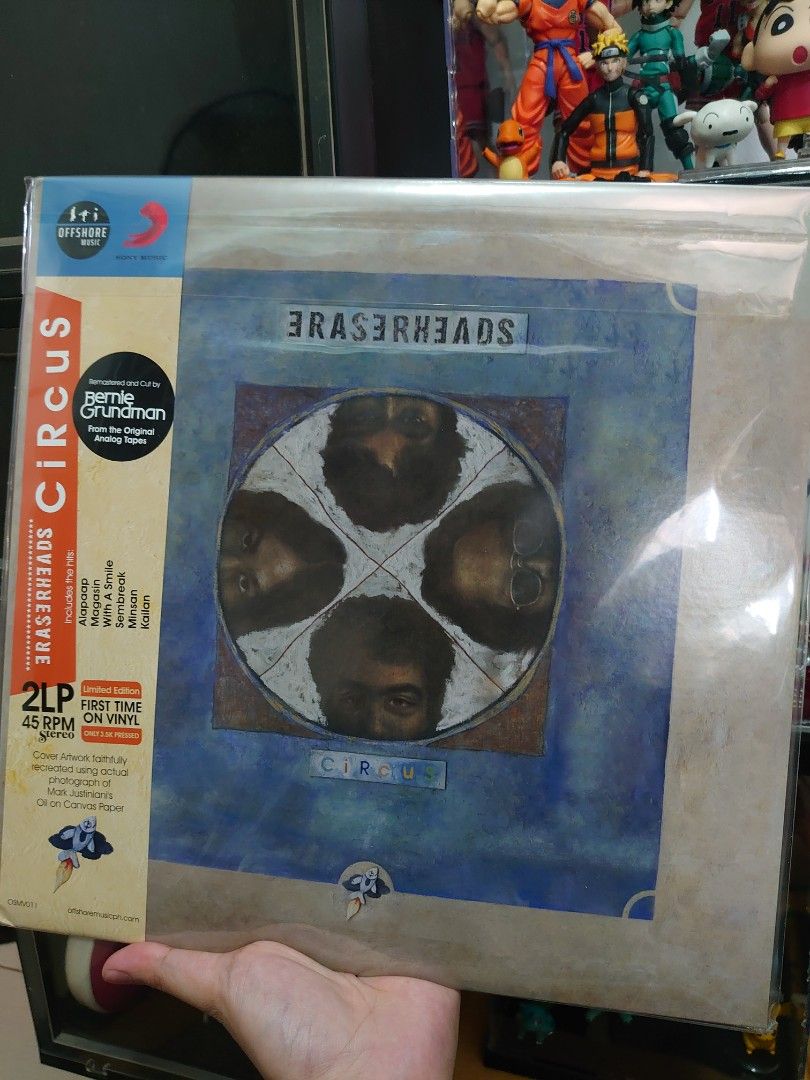 OFFSHORE
MUSIC
SONY MUSIC
CiRcuS
ERASERHEADS
Includes the hits:
Alapaap
Magasin
With A Smile
Sembreak
Minsan
Kailan
Remastered and Cut by
Bernie
Grundman
From the Original
Analog Tapes
2LP
45 RPM
Stereo
Limited Edition
FIRST TIME
ON VINYL
ONLY 3.5K PRESSED
Cover Artwork faithfully
recreated using actual
photograph of
Mark Justiniani's
Oil on Canvas Paper
OSMV011
offshoremusicph.com
ERASERHEADS
CiRcuS